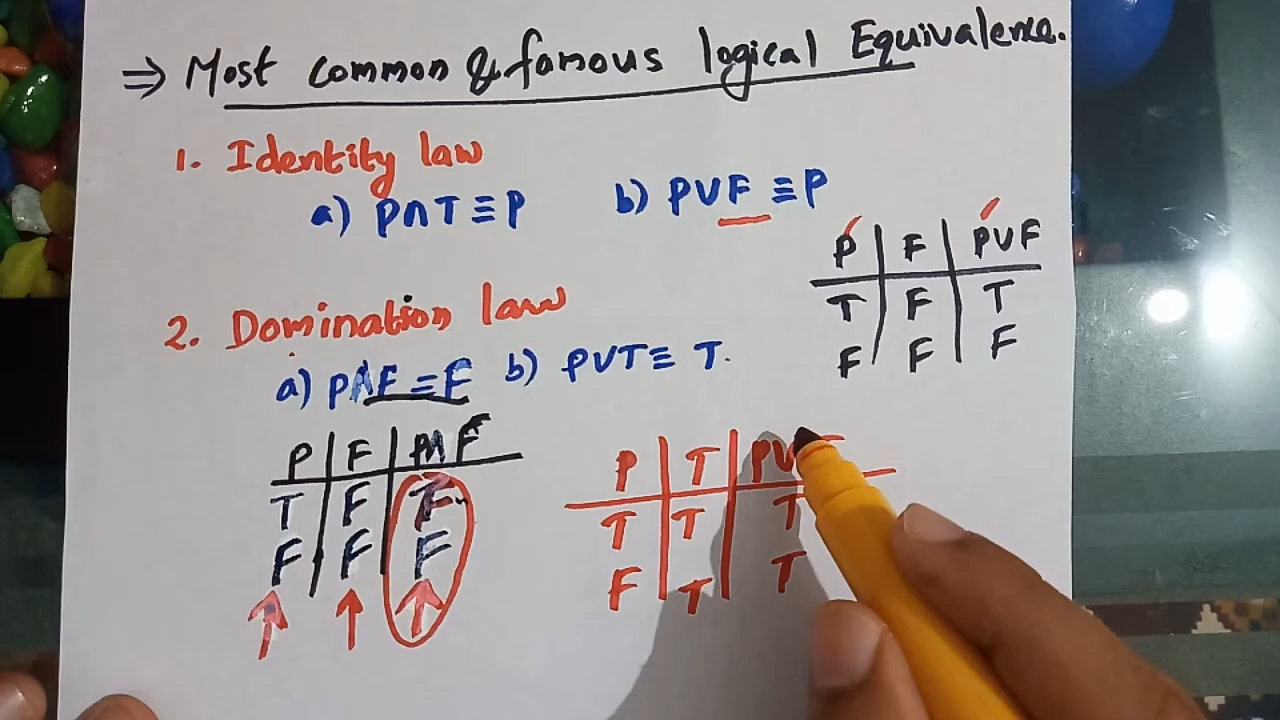 ⇒ Most common & famous logical Equivalence.
1. Identity law
a) P∧T ≡ P b) P∨F ≡ P
P | F | P∨F
T | F | T
F | F | F
2. Domination law
a) P∧F ≡ F b) P∨T ≡ T.
P | F | P∧F
T | F | F
F | F | F
P | T | P∨
T | T | T
F | T | T